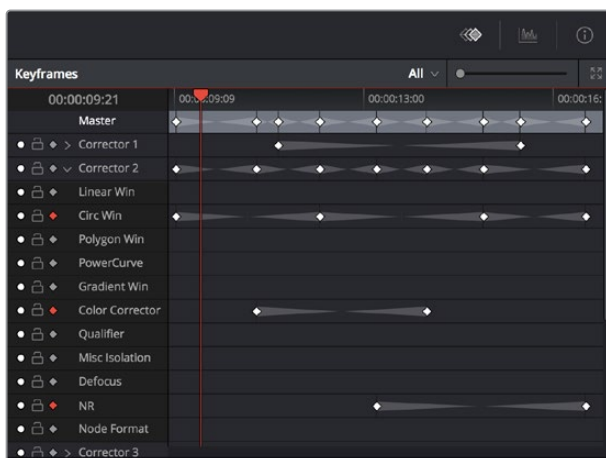 Keyframes All
00:00:09:21 00:00:09:09 00:00:13:00 00:00:16:
Master
Corrector 1
Corrector 2
Linear Win
Circ Win
Polygon Win
PowerCurve
Gradient Win
Color Corrector
Qualifier
Misc Isolation
Defocus
NR
Node Format
Corrector 3